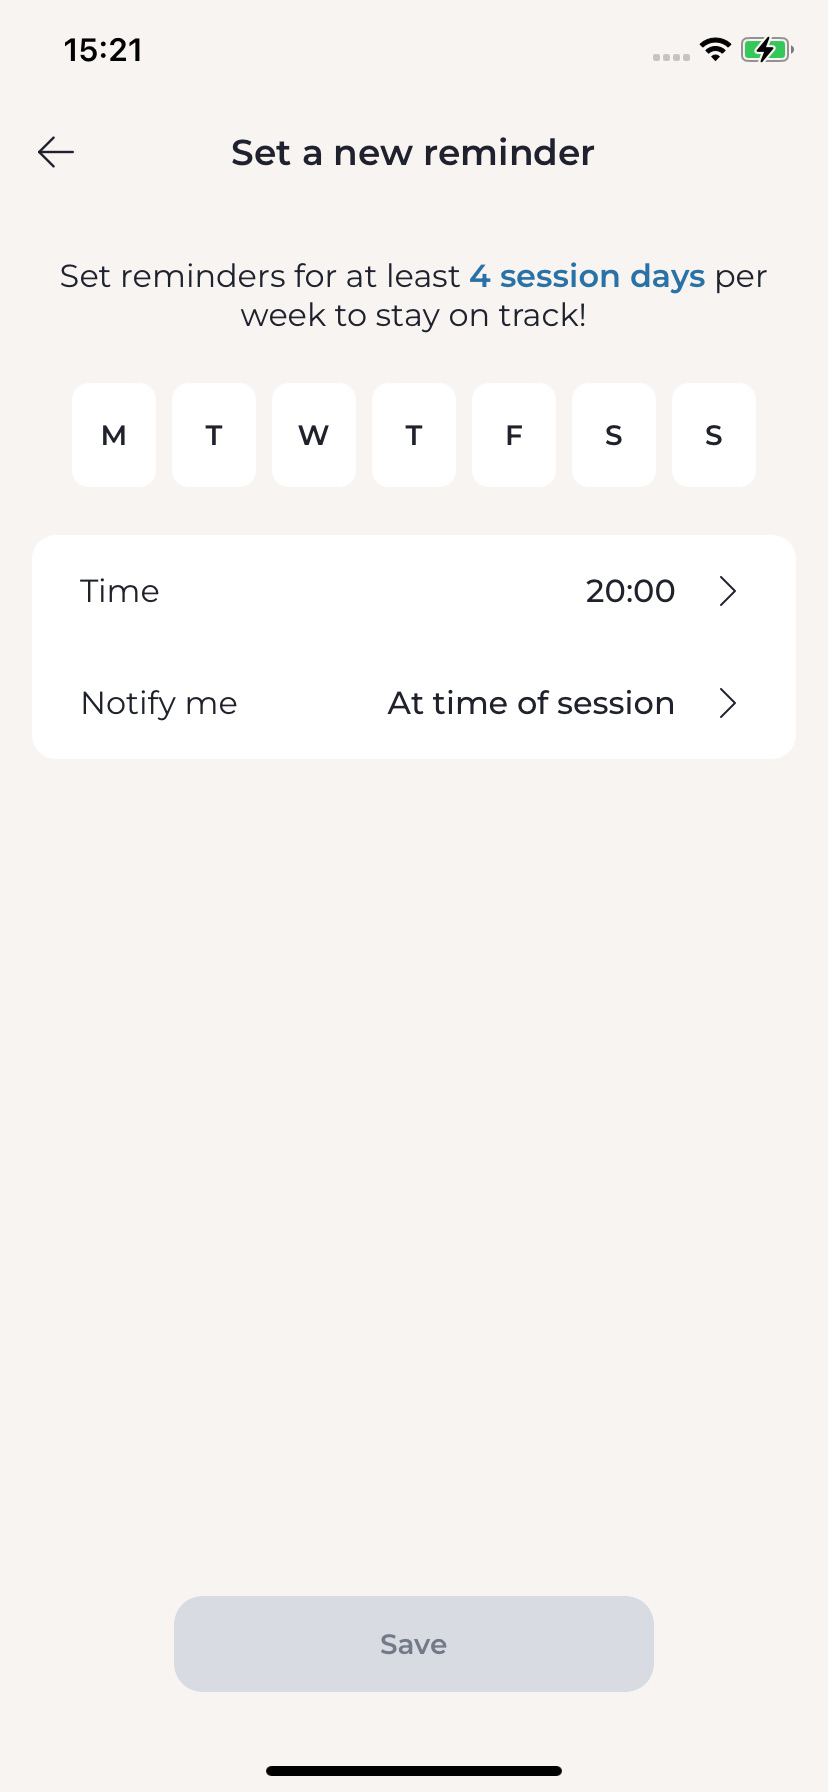 15:21
Set a new reminder
Set reminders for at least 4 session days per
week to stay on track!
M T W T F S S
Time 20:00
Notify me At time of session
Save